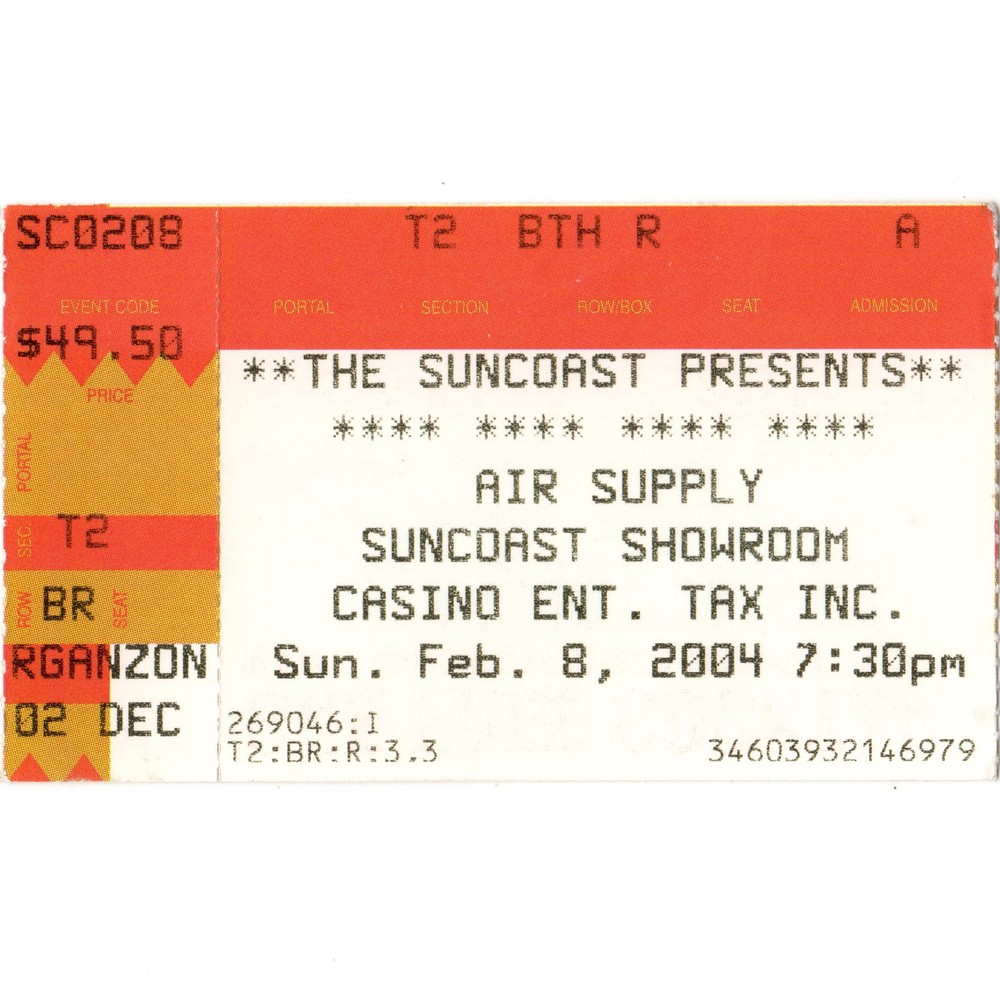 SC0208
EVENT CODE
$49.50
PRICE
PORTAL
SEC.
T2
ROW
BR
SEAT
RGANZON
02 DEC
T2 BTH R A
PORTAL SECTION ROW/BOX SEAT ADMISSION
**THE SUNCOAST PRESENTS**
**** **** **** ****
AIR SUPPLY
SUNCOAST SHOWROOM
CASINO ENT. TAX INC.
Sun. Feb. 8, 2004 7:30pm
269046:I
T2:BR:R:3.3 34603932146979